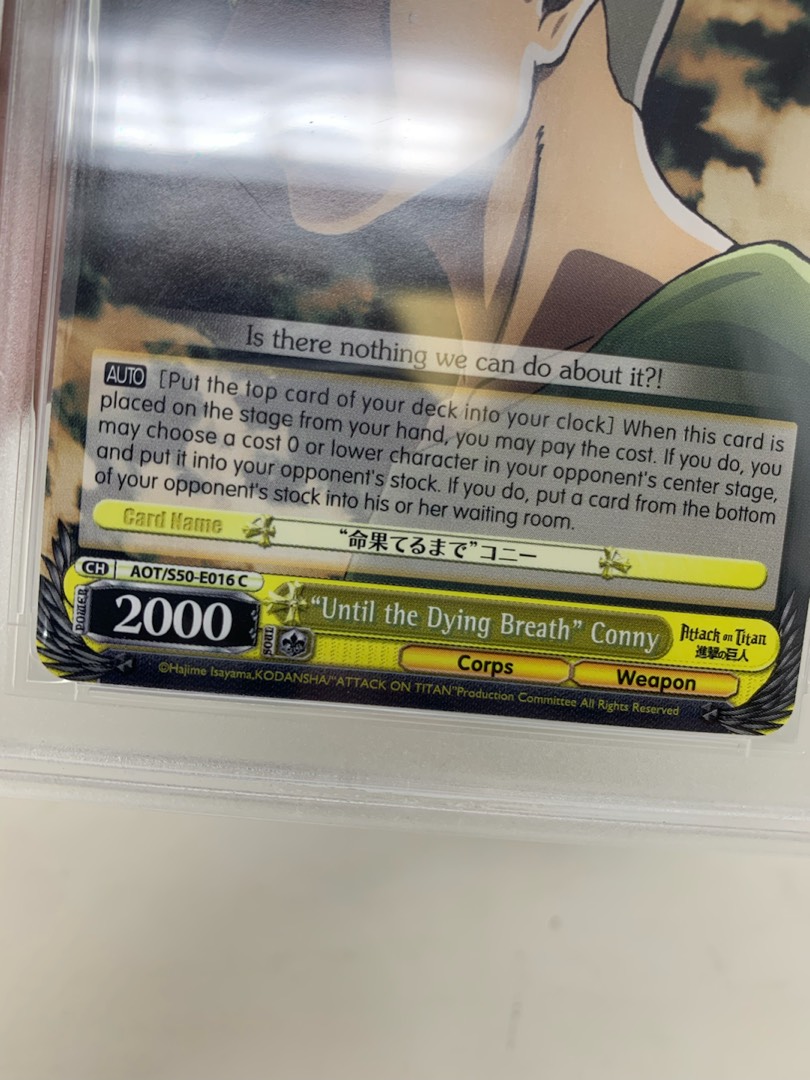 Is there nothing we can do about it?!
AUTO [Put the top card of your deck into your clock] When this card is
placed on the stage from your hand, you may pay the cost. If you do, you
may choose a cost 0 or lower character in your opponent's center stage,
and put it into your opponent's stock. If you do, put a card from the bottom
of your opponent's stock into his or her waiting room.
Card Name
“命果てるまで”コニー
CH AOT/S50-E016 C
POWER 2000
SOUL
“Until the Dying Breath” Conny
Attack on Titan
進撃の巨人
Corps Weapon
©Hajime Isayama,KODANSHA/"ATTACK ON TITAN"Production Committee All Rights Reserved